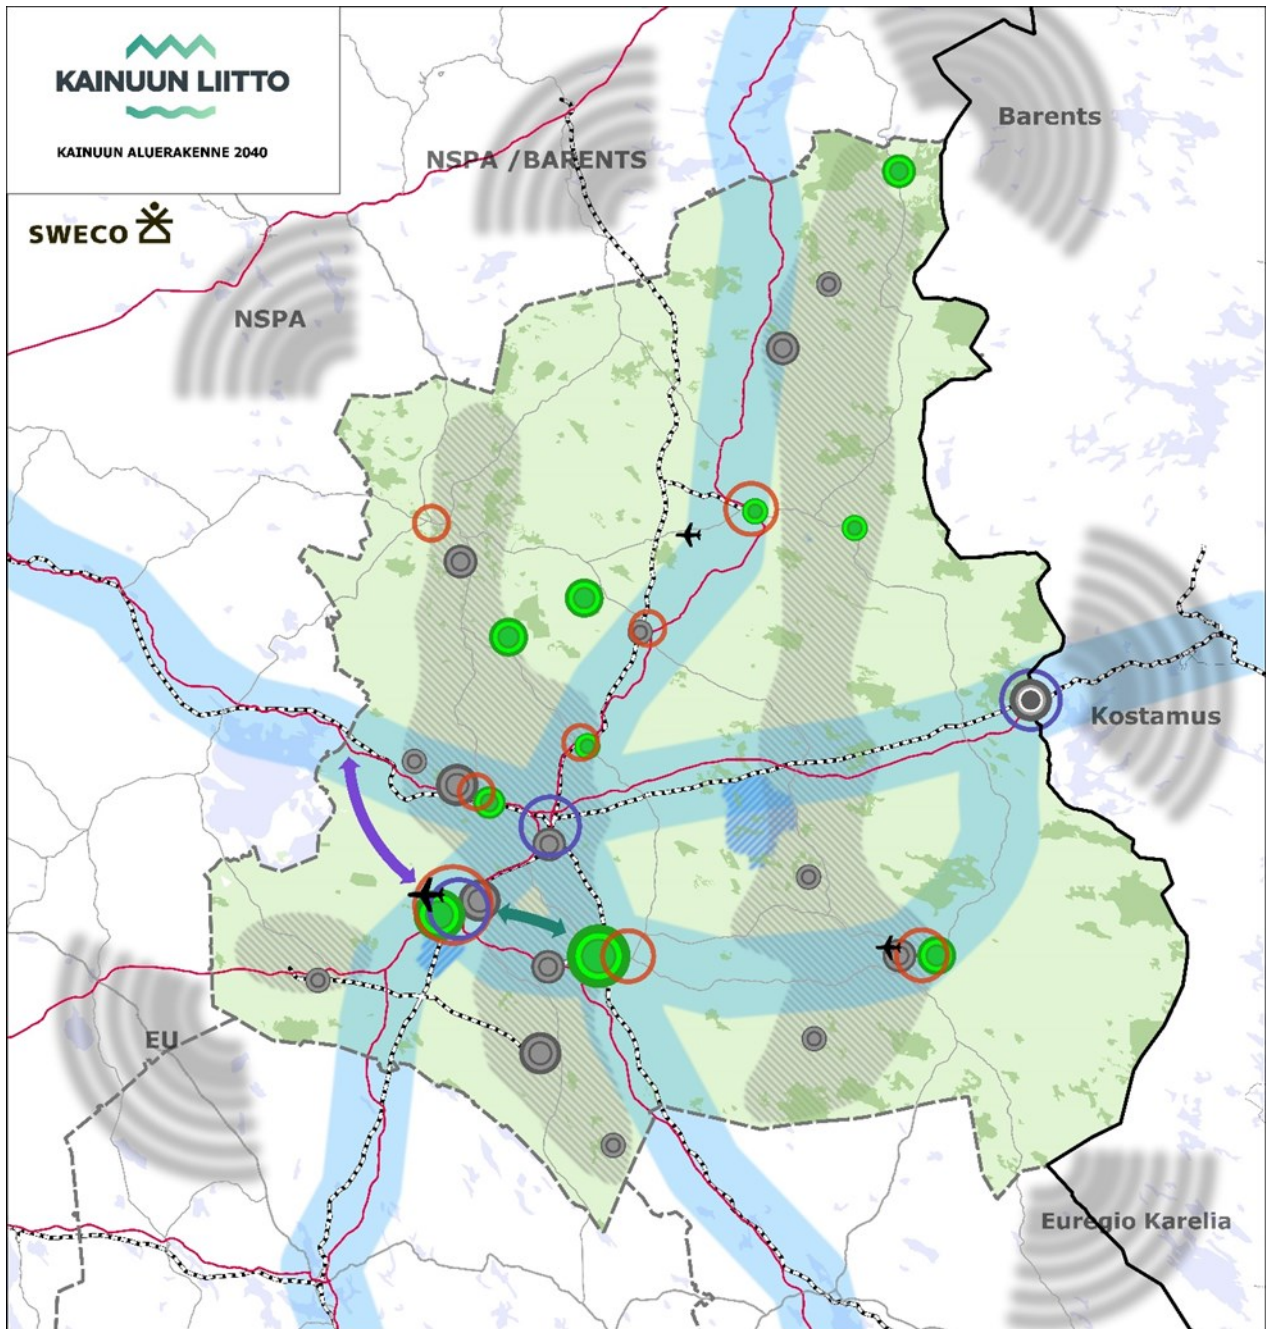 KAINUUN LIITTO
KAINUUN ALUERAKENNE 2040
SWECO
Barents
NSPA /BARENTS
NSPA
Kostamus
EU
Euregio Karelia